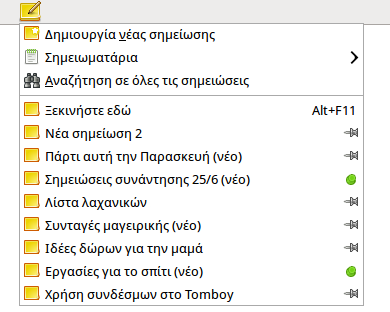 Δημιουργία νέας σημείωσης
Σημειωματάρια
Αναζήτηση σε όλες τις σημειώσεις
Ξεκινήστε εδώ Alt+F11
Νέα σημείωση 2
Πάρτι αυτή την Παρασκευή (νέο)
Σημειώσεις συνάντησης 25/6 (νέο)
Λίστα λαχανικών
Συνταγές μαγειρικής (νέο)
Ιδέες δώρων για την μαμά
Εργασίες για το σπίτι (νέο)
Χρήση συνδέσμων στο Tomboy